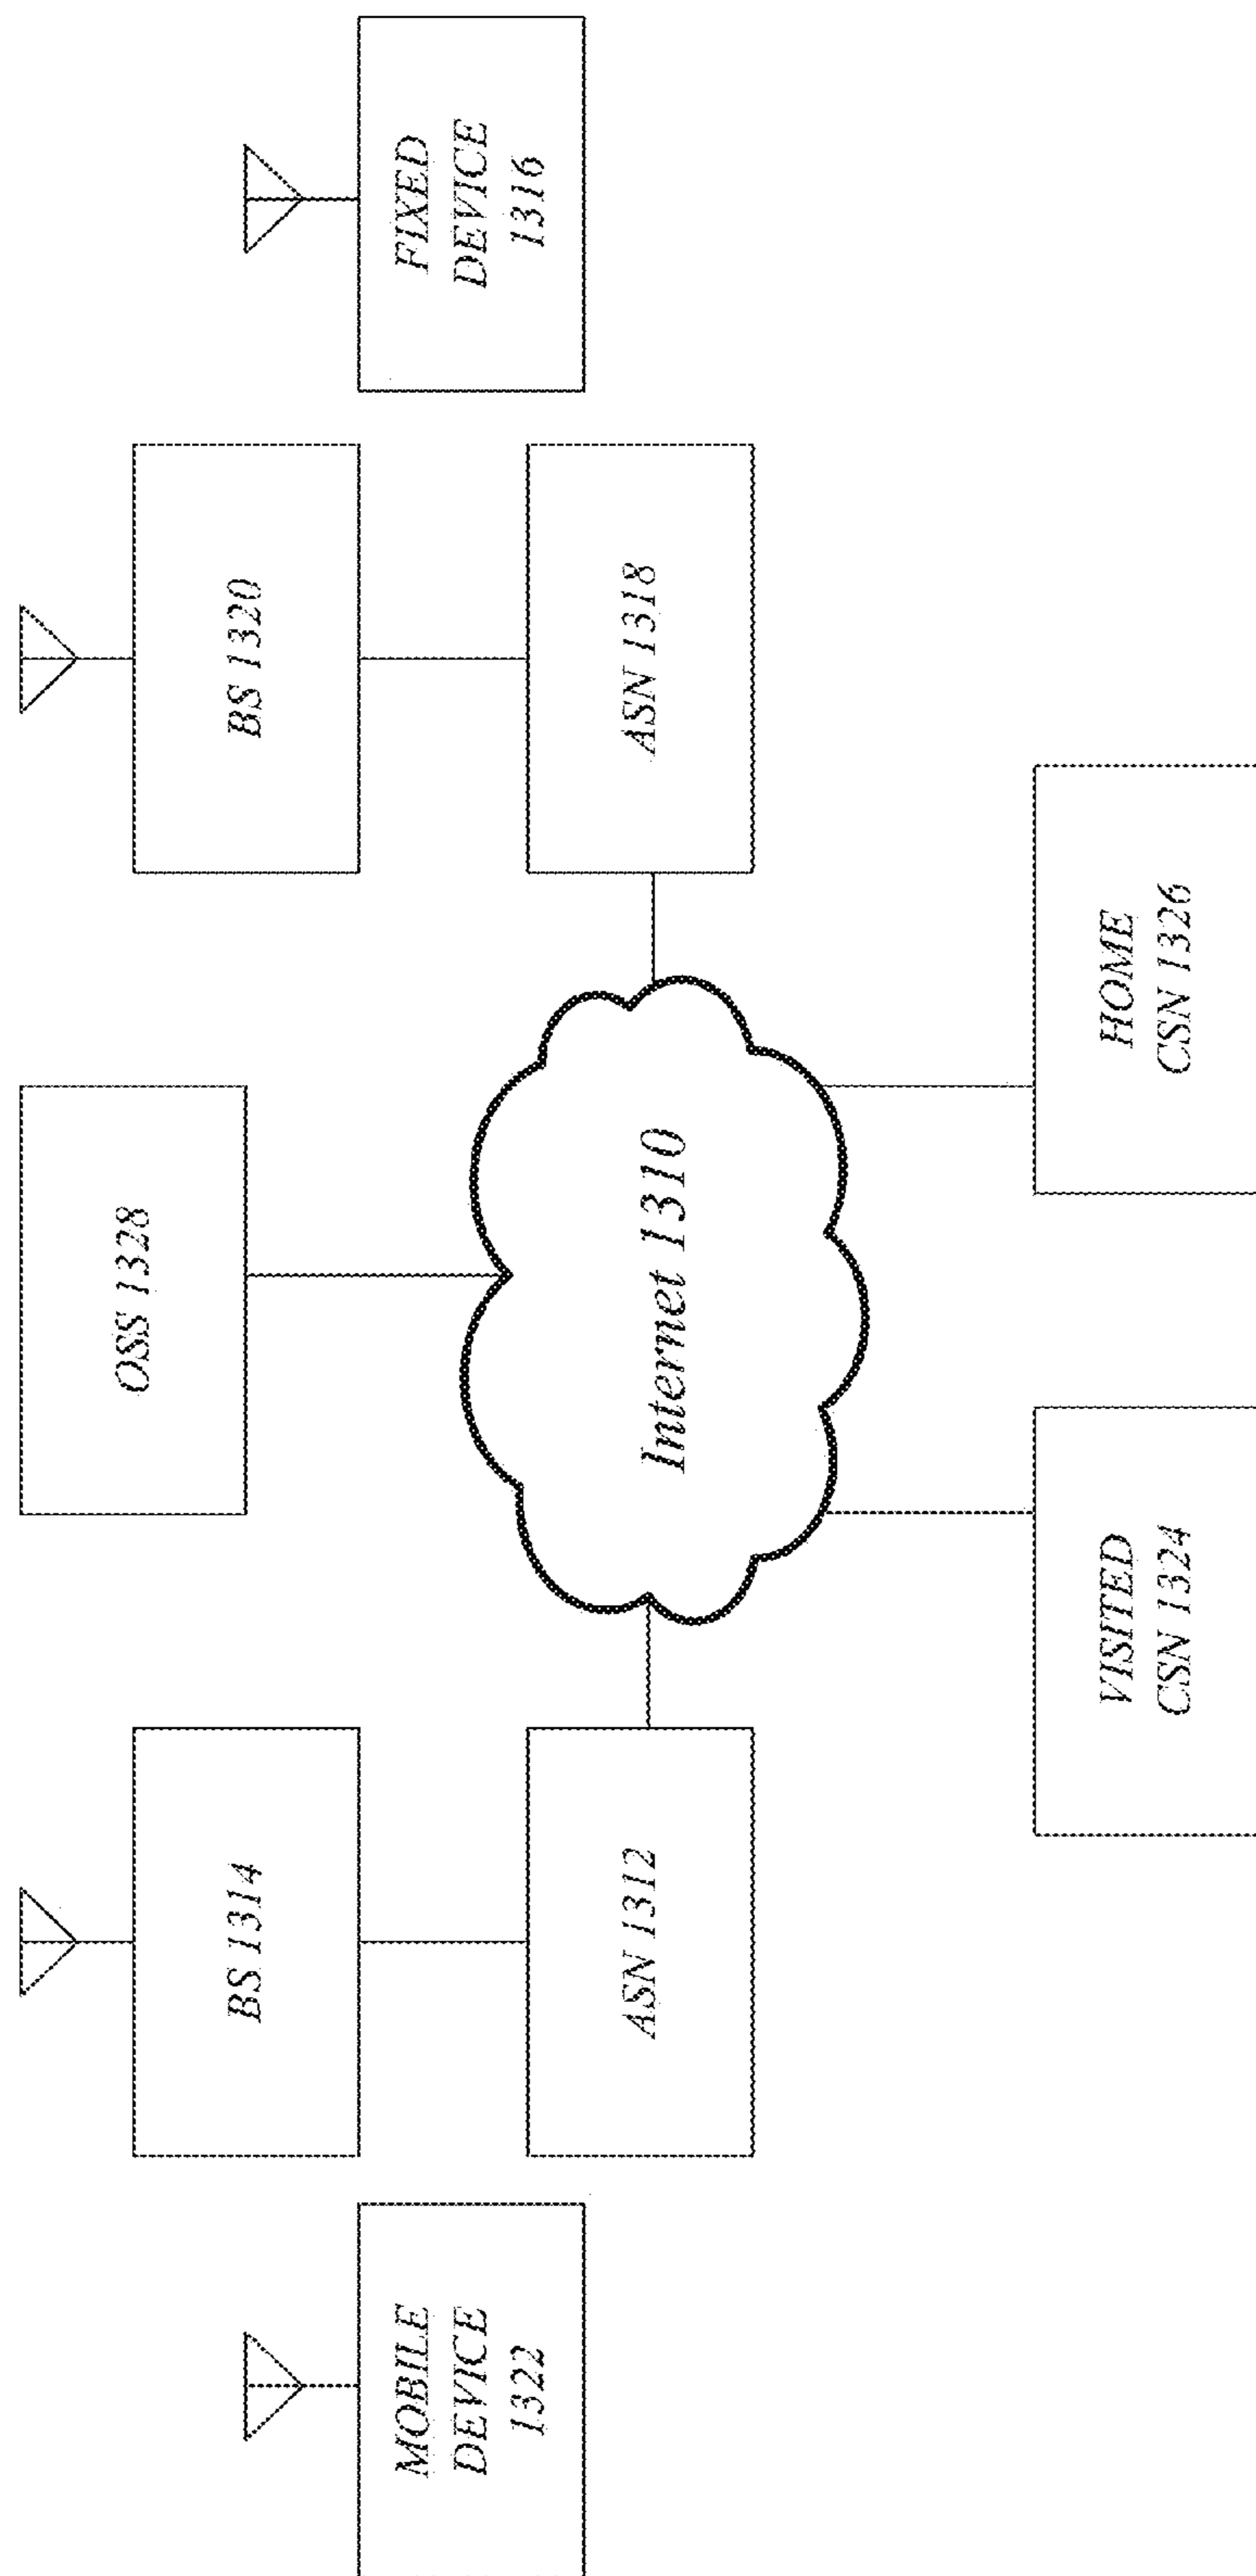 OSS 1328
BS 1314
BS 1320
MOBILE
DEVICE
1322
FIXED
DEVICE
1316
ASN 1312
Internet 1310
ASN 1318
VISITED
CSN 1324
HOME
CSN 1326